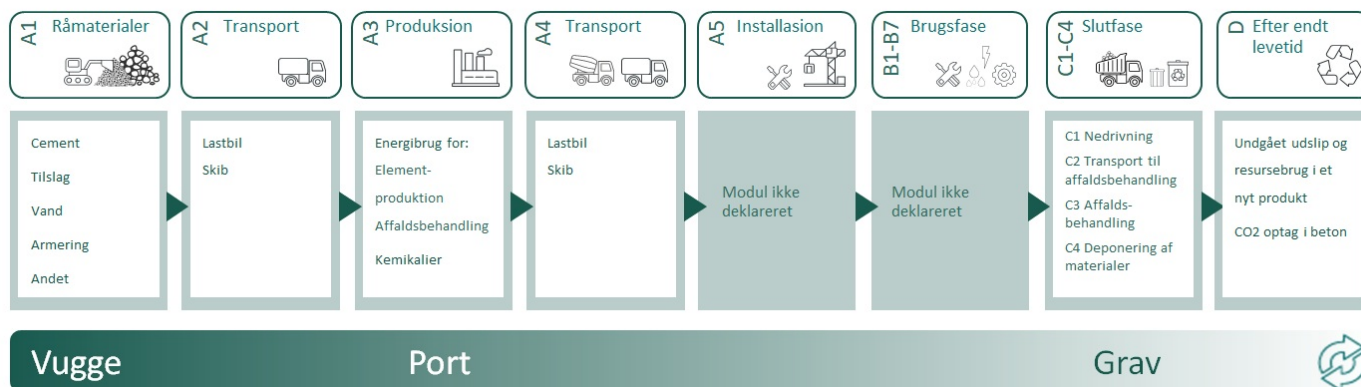 A1 Råmaterialer
A2 Transport
A3 Produksion
A4 Transport
A5 Installasion
B1-B7 Brugsfase
C1-C4 Slutfase
D Efter endt
levetid
Cement
Tilslag
Vand
Armering
Andet
Lastbil
Skib
Energibrug for:
Element-
produktion
Affaldsbehandling
Kemikalier
Lastbil
Skib
Modul ikke
deklareret
Modul ikke
deklareret
C1 Nedrivning
C2 Transport til
affaldsbehandling
C3 Affalds-
behandling
C4 Deponering af
materialer
Undgået udslip og
resursebrug i et
nyt produkt
CO2 optag i beton
Vugge
Port
Grav